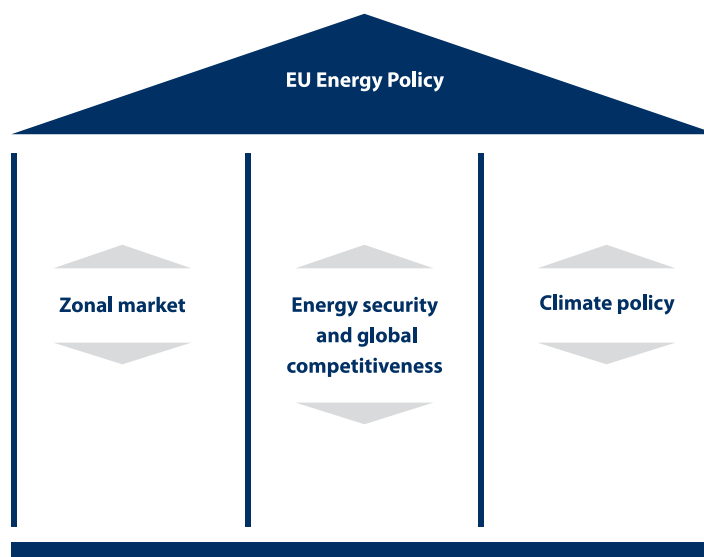 EU Energy Policy
Zonal market
Energy security
and global
competitiveness
Climate policy